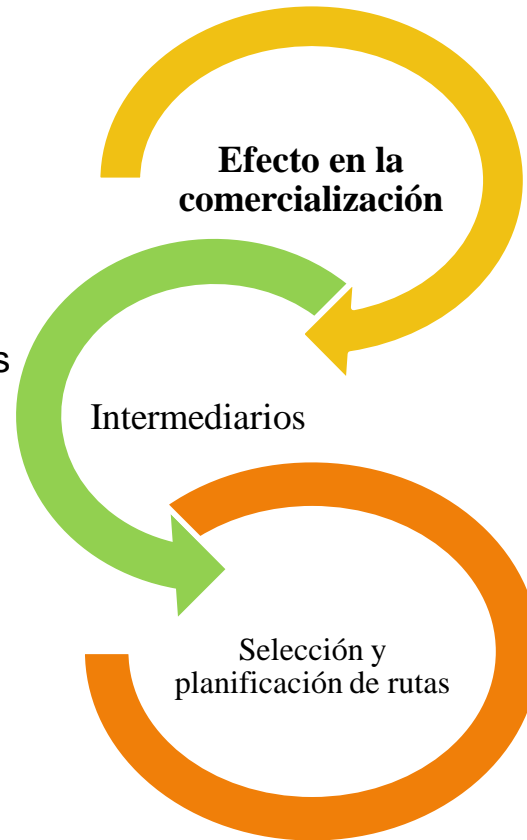 Efecto en la
comercialización
s
Intermediarios
Selección y
planificación de rutas